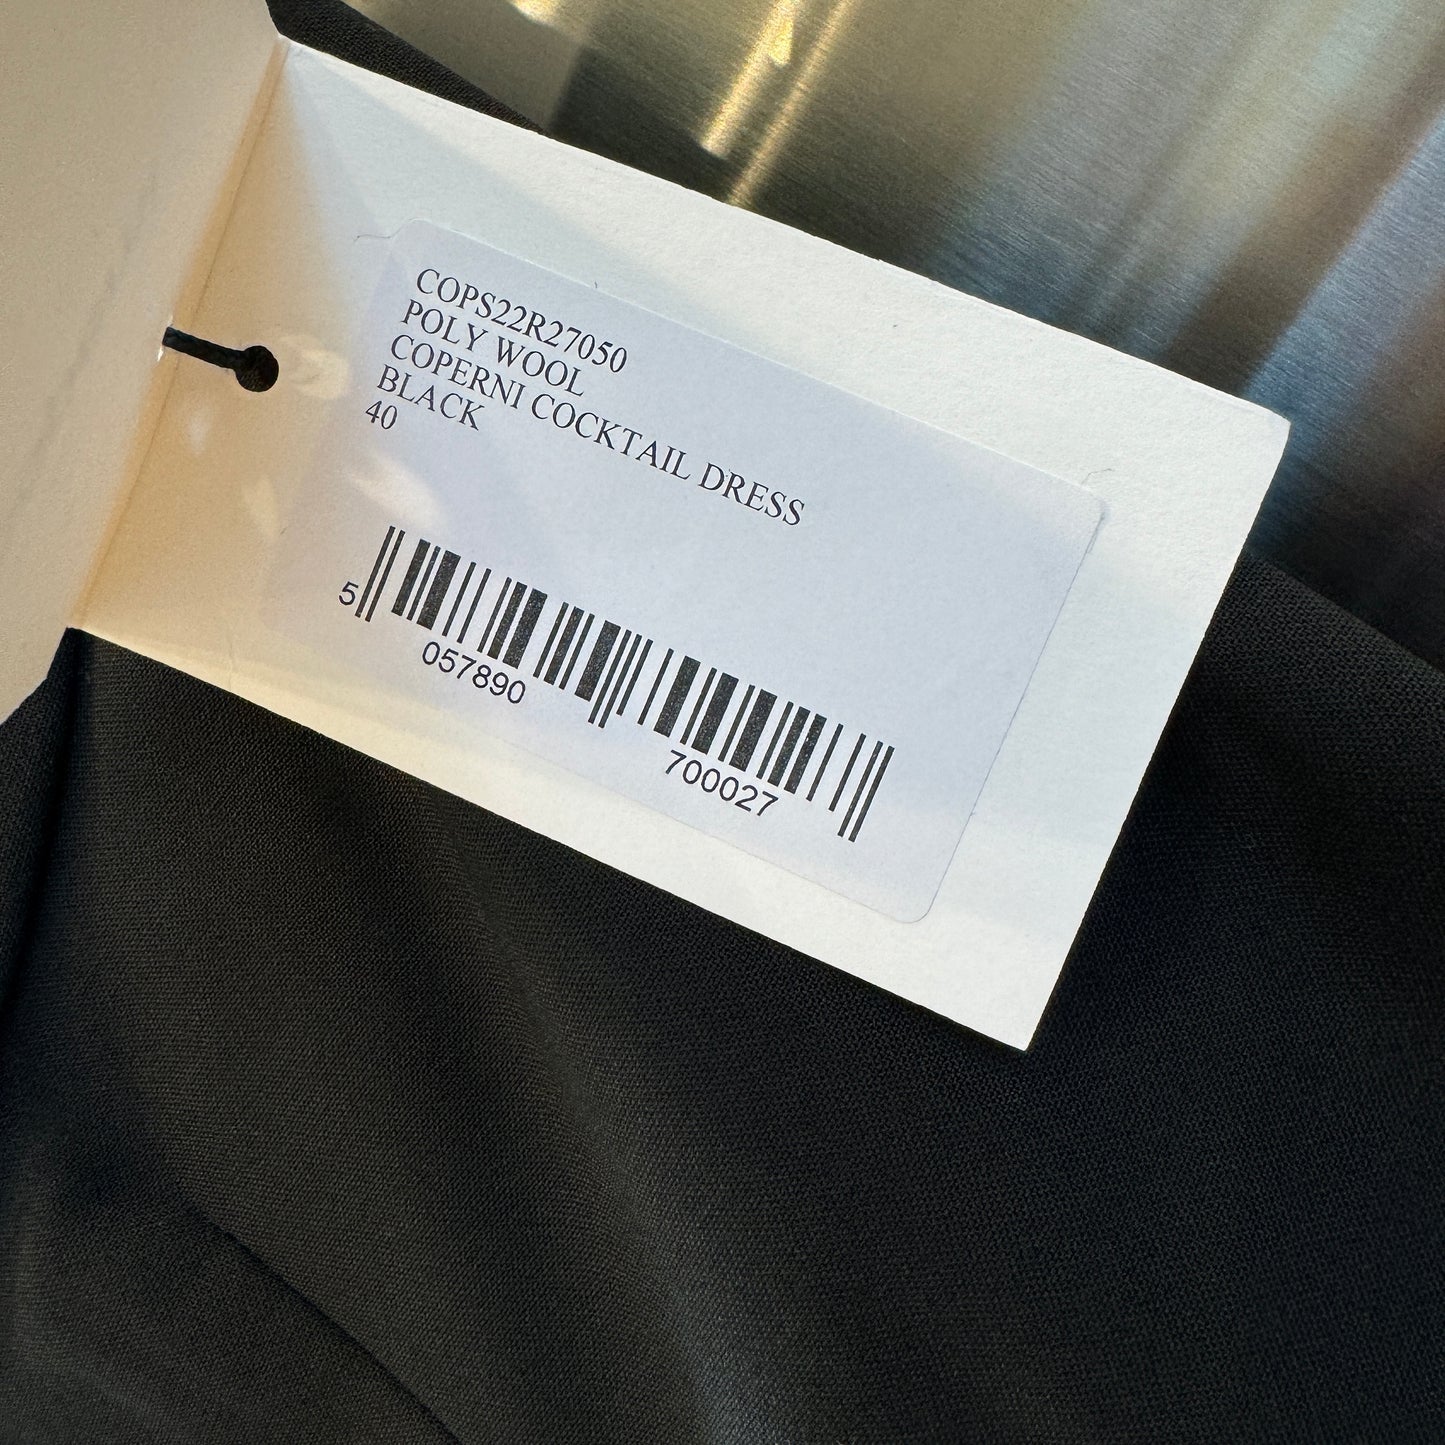 COPS22R27050
POLY WOOL
COPERNI COCKTAIL DRESS
BLACK
40
5 057890 700027